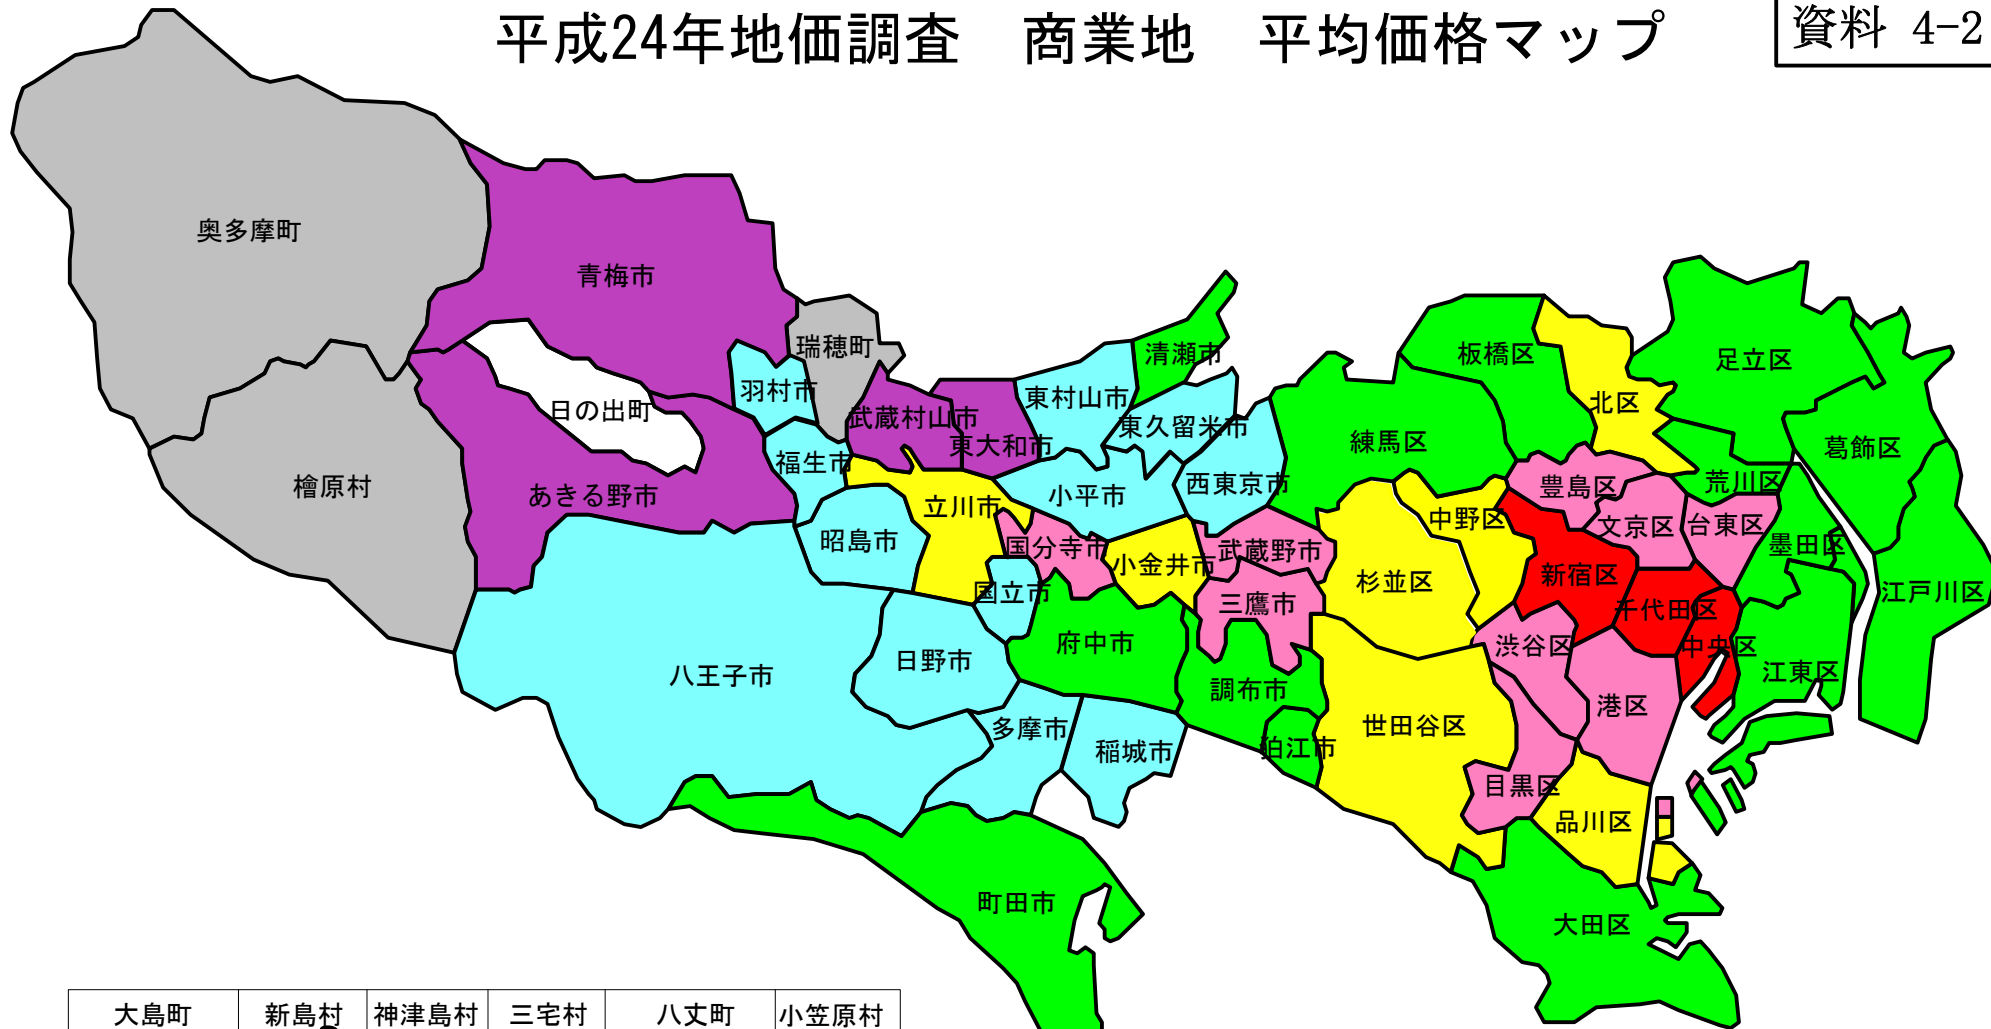 平成24年地価調査　商業地　平均価格マップ
資料 4-2
奥多摩町
青梅市
瑞穂町
清瀬市
板橋区
足立区
羽村市
日の出町
武蔵村山市
東大和市
東村山市
東久留米市
練馬区
北区
葛飾区
檜原村
あきる野市
福生市
立川市
小平市
西東京市
豊島区
荒川区
昭島市
国分寺市
小金井市
武蔵野市
杉並区
中野区
新宿区
文京区
台東区
墨田区
国立市
三鷹市
千代田区
江戸川区
八王子市
日野市
府中市
調布市
渋谷区
中央区
江東区
多摩市
稲城市
狛江市
世田谷区
港区
目黒区
品川区
町田市
大田区
大島町 新島村 神津島村 三宅村 八丈町 小笠原村